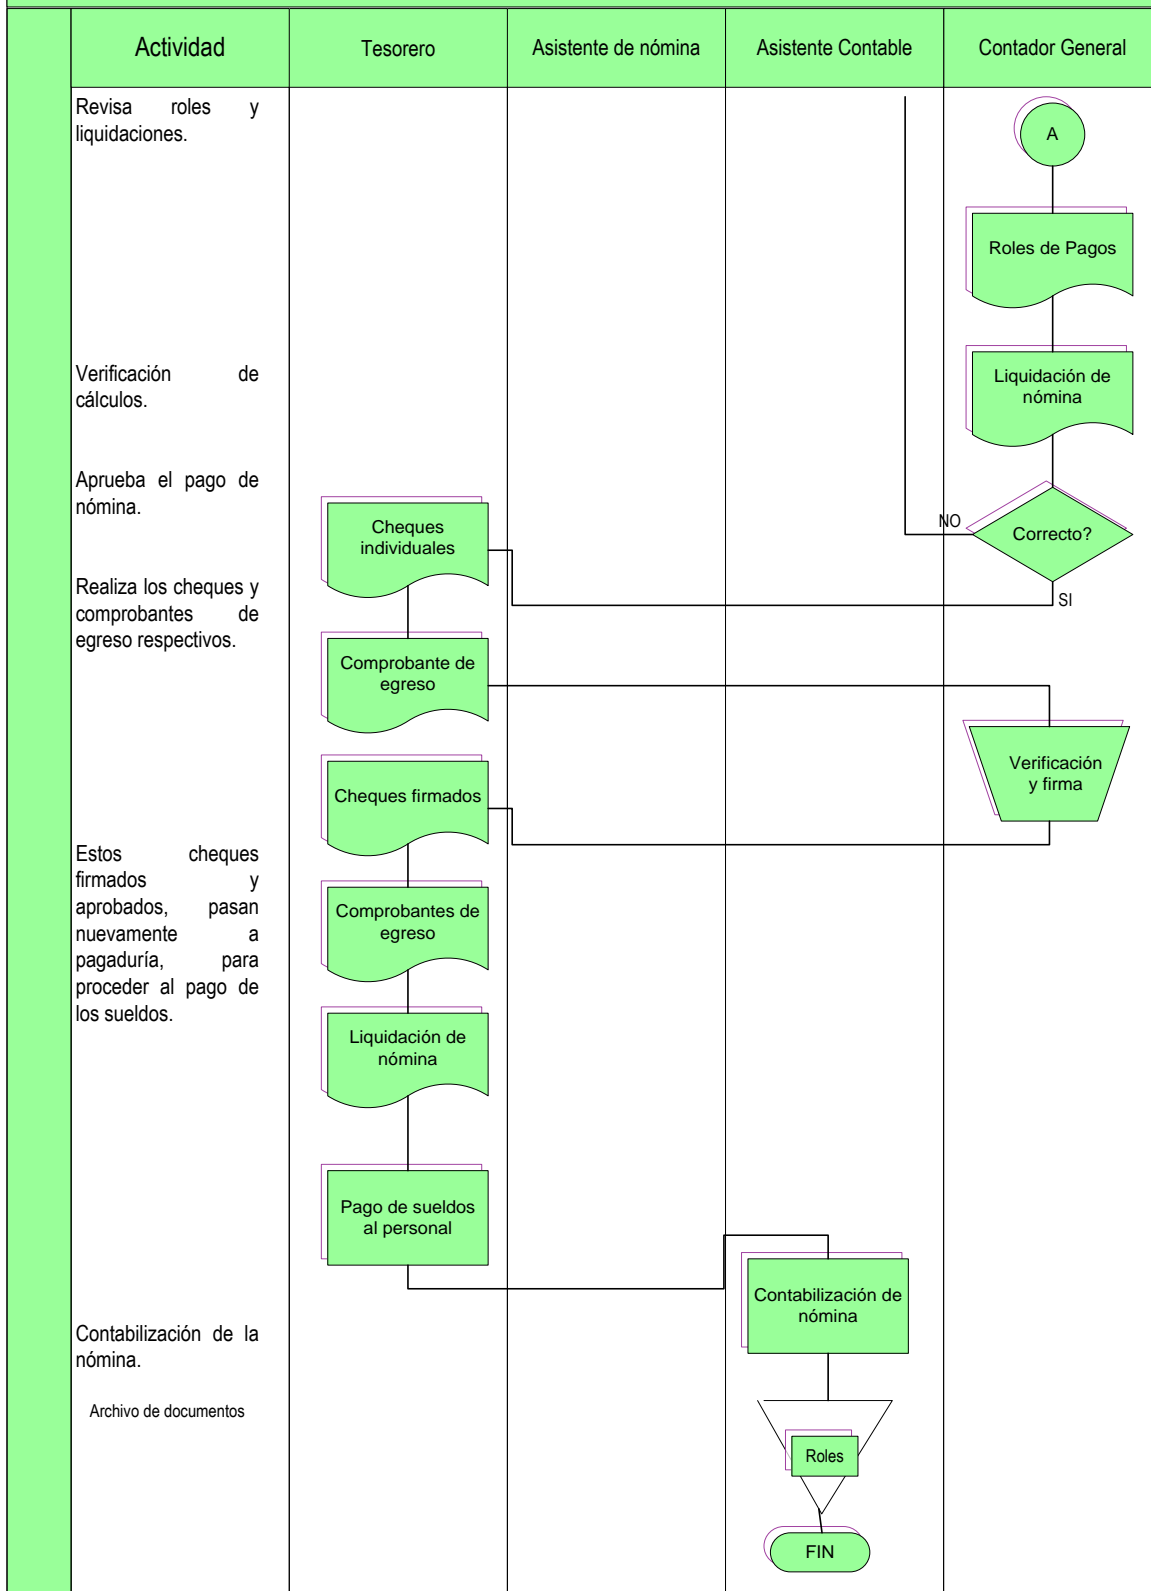 Actividad
Tesorero
Asistente de nómina
Asistente Contable
Contador General
Revisa roles y
liquidaciones.
A
Roles de Pagos
Verificación de
cálculos.
Liquidación de
nómina
Aprueba el pago de
nómina.
Cheques
individuales
NO
Correcto?
SI
Realiza los cheques y
comprobantes de
egreso respectivos.
Comprobante de
egreso
Verificación
y firma
Cheques firmados
Estos cheques
firmados y
aprobados, pasan
nuevamente a
pagaduría, para
proceder al pago de
los sueldos.
Comprobantes de
egreso
Liquidación de
nómina
Pago de sueldos
al personal
Contabilización de
nómina
Contabilización de la
nómina.
Archivo de documentos
Roles
FIN